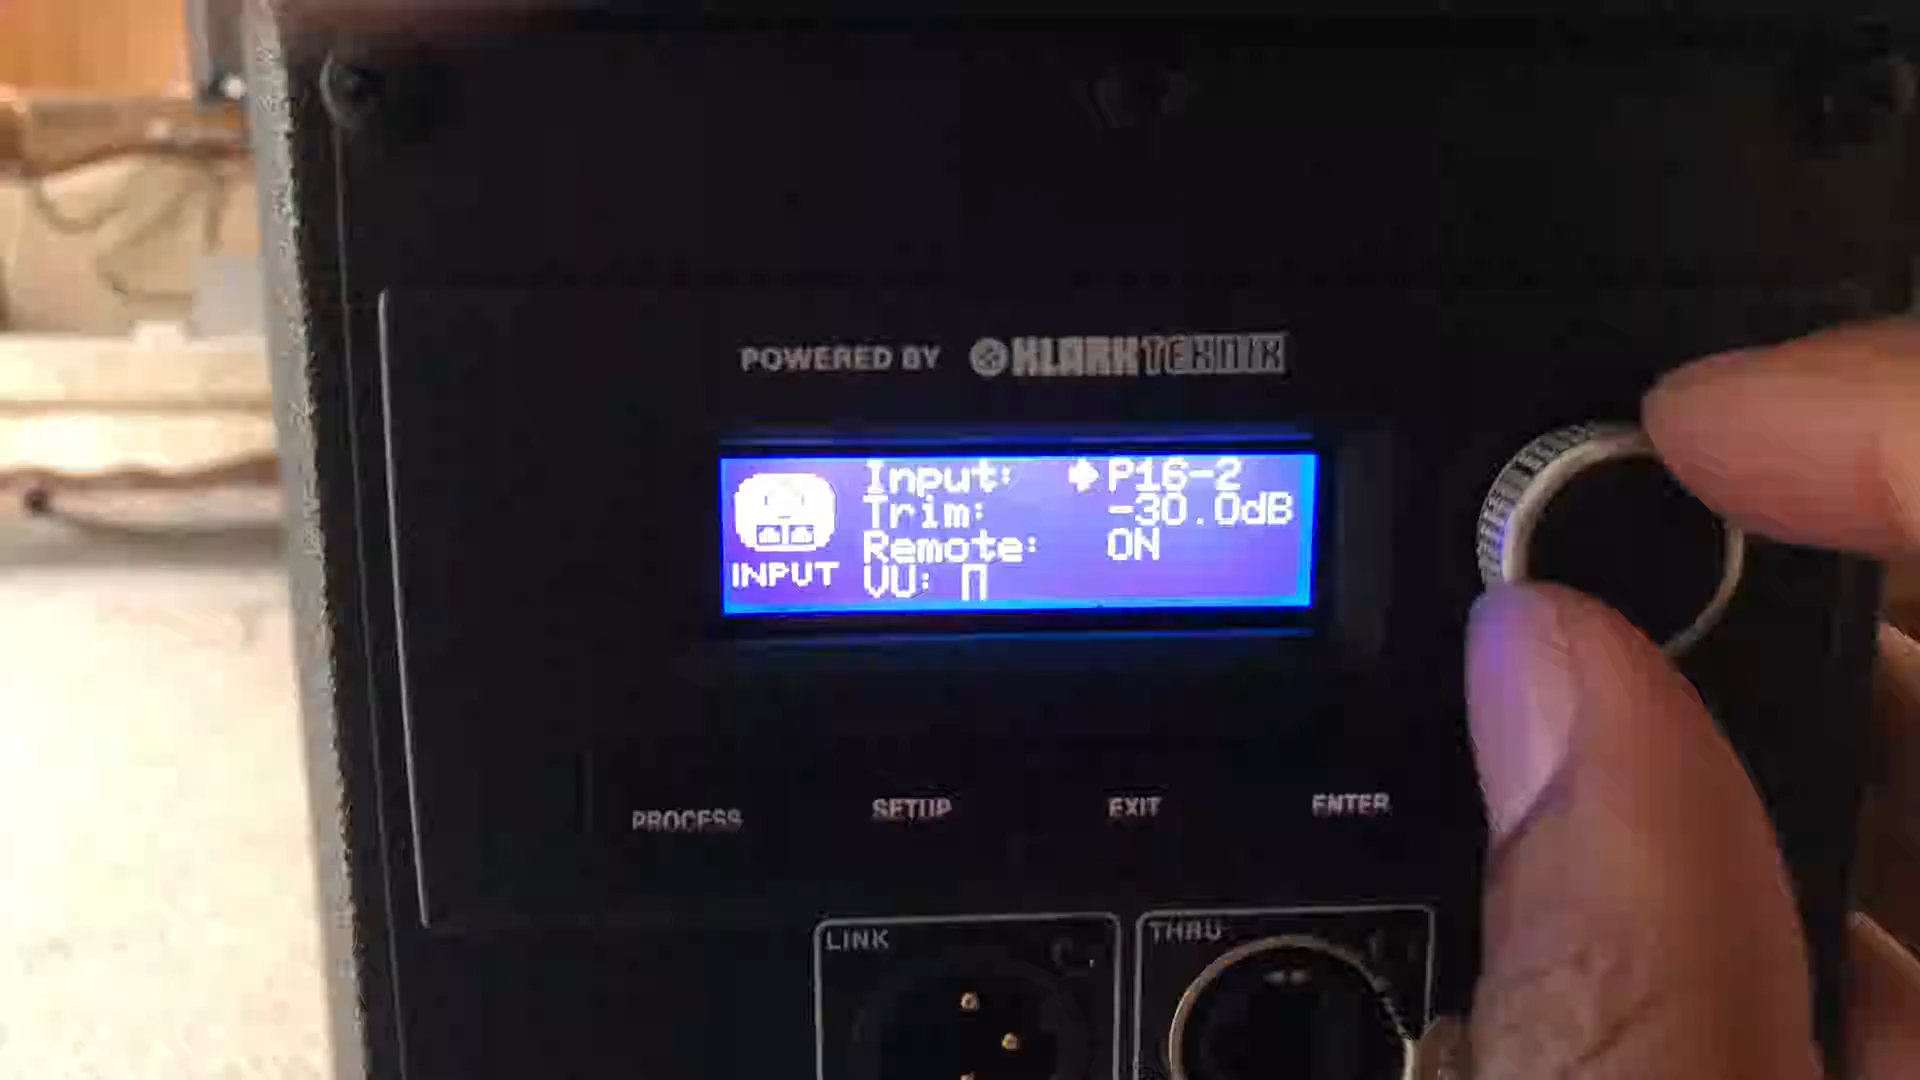 POWERED BY KLARK TEKNIK
Input: P16-2
Trim: -30.0dB
Remote: ON
INPUT VU:
PROCESS SETUP EXIT ENTER
LINK THRU